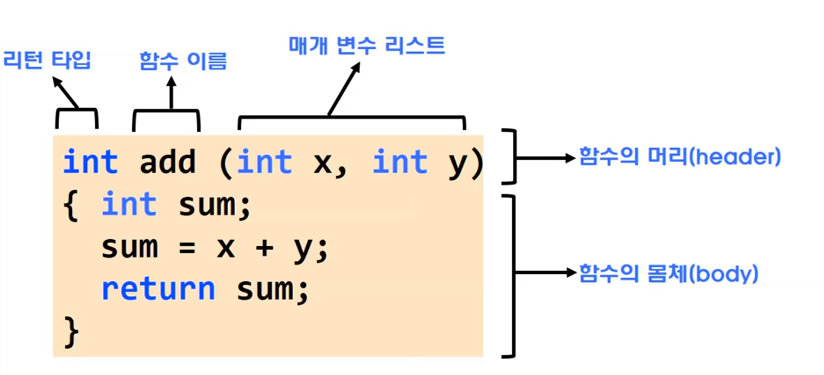 매개 변수 리스트
리턴 타입 함수 이름
int add (int x, int y)
함수의 머리(header)
{ int sum;
sum = x + y;
함수의 몸체(body)
return sum;
}